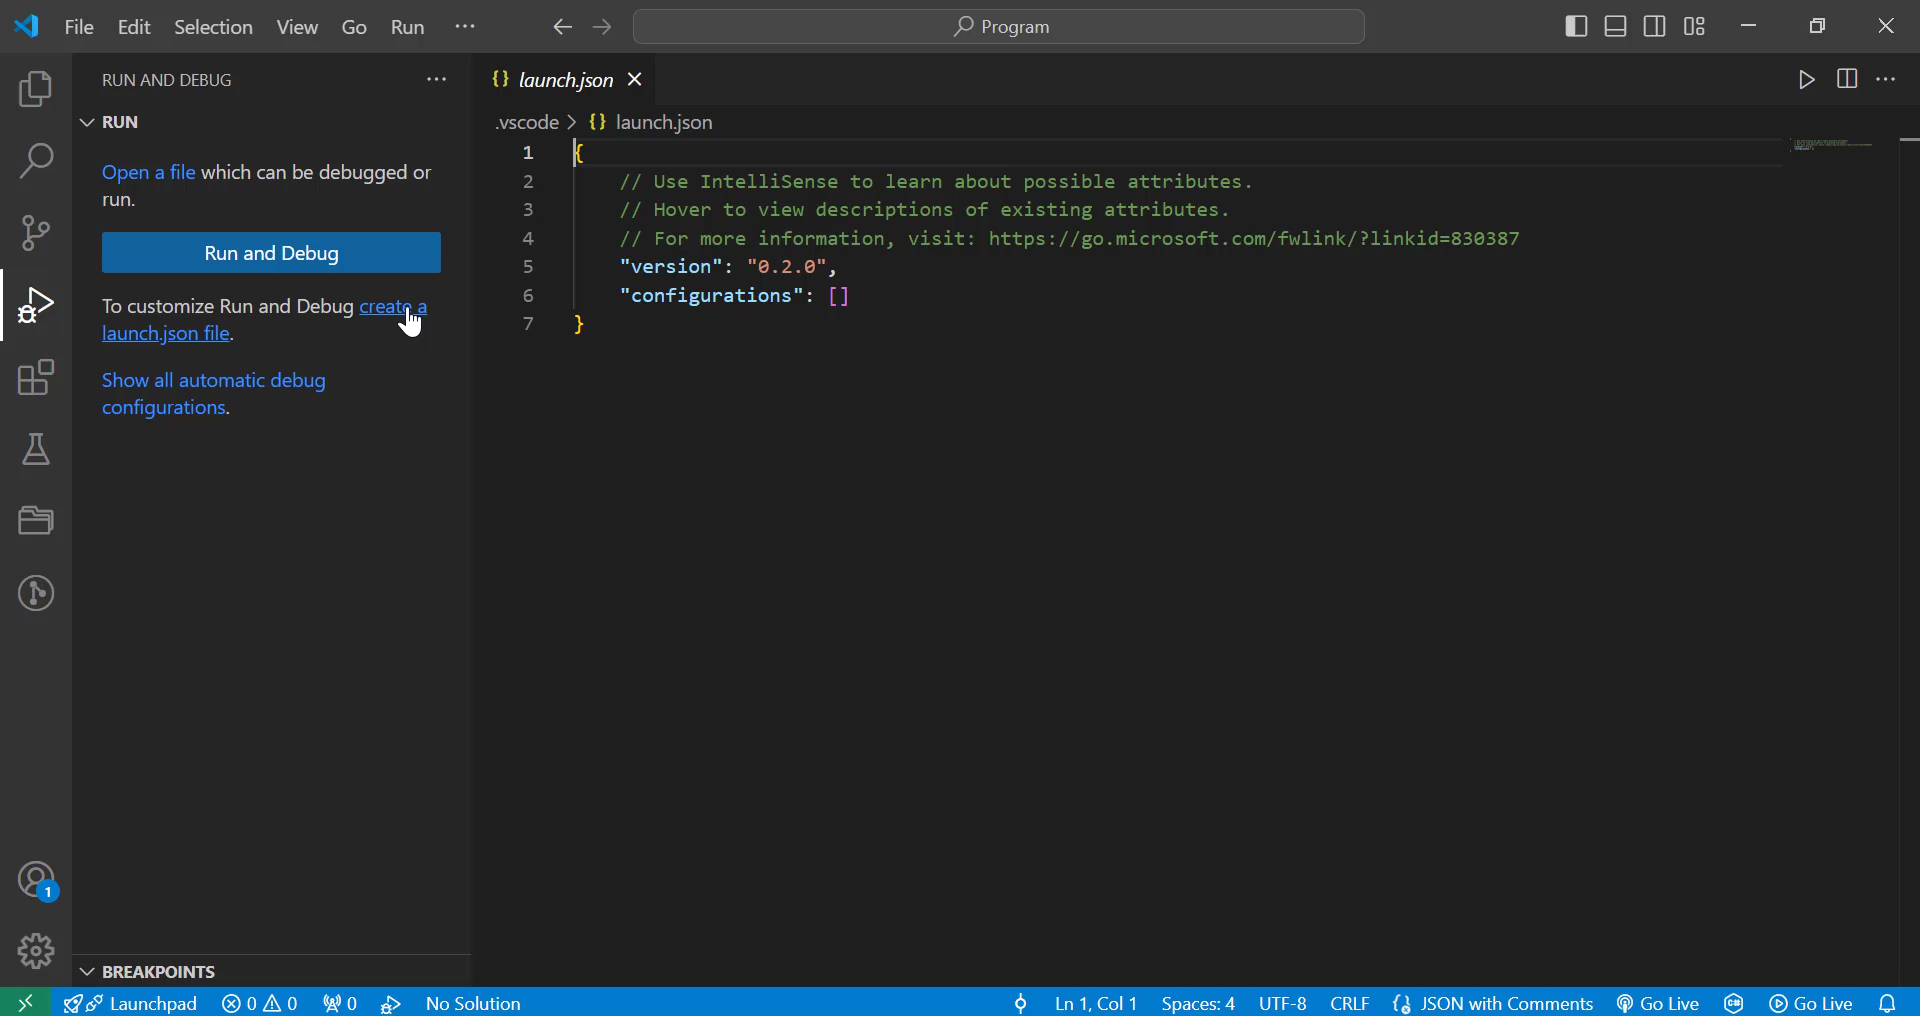 File Edit Selection View Go Run ···
Program
RUN AND DEBUG ···
RUN
Open a file which can be debugged or
run.
Run and Debug
To customize Run and Debug create a
launch.json file.
Show all automatic debug
configurations.
BREAKPOINTS
{} launch.json
.vscode > {} launch.json
1 {
2 // Use IntelliSense to learn about possible attributes.
3 // Hover to view descriptions of existing attributes.
4 // For more information, visit: https://go.microsoft.com/fwlink/?linkid=830387
5 "version": "0.2.0",
6 "configurations": []
7 }
1
Launchpad 0 0 0 No Solution
Ln 1, Col 1 Spaces: 4 UTF-8 CRLF JSON with Comments Go Live C# Go Live